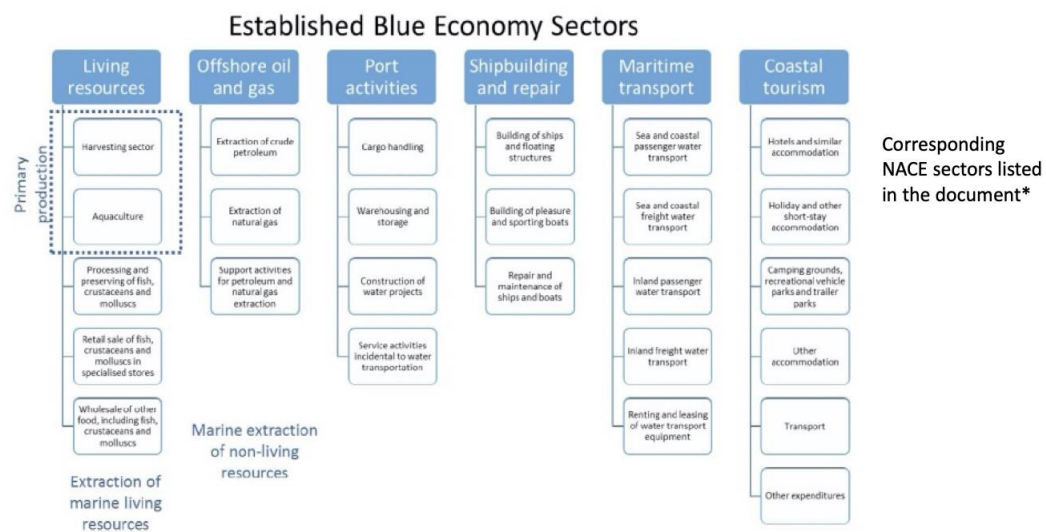 Established Blue Economy Sectors
Living
resources
Primary
production
Harvesting sector
Aquaculture
Processing and
preserving of fish,
crustaceans and
molluscs
Retail sale of fish,
crustaceans and
molluscs in
specialised stores
Wholesale of other
food, including fish,
crustaceans and
molluscs
Extraction of
marine living
resources
Offshore oil
and gas
Extraction of crude
petroleum
Extraction of
natural gas
Support activities
for petroleum and
natural gas
extraction
Marine extraction
of non-living
resources
Port
activities
Cargo handling
Warehousing and
storage
Construction of
water projects
Service activities
incidental to water
transportation
Shipbuilding
and repair
Building of ships
and floating
structures
Building of pleasure
and sporting boats
Repair and
maintenance of
ships and boats
Maritime
transport
Sea and coastal
passenger water
transport
Sea and coastal
freight water
transport
Inland passenger
water transport
Inland freight water
transport
Renting and leasing
of water transport
equipment
Coastal
tourism
Hotels and similar
accommodation
Holiday and other
short-stay
accommodation
Camping grounds,
recreational vehicle
parks and trailer
parks
Other
accommodation
Transport
Other expenditures
Corresponding
NACE sectors listed
in the document*